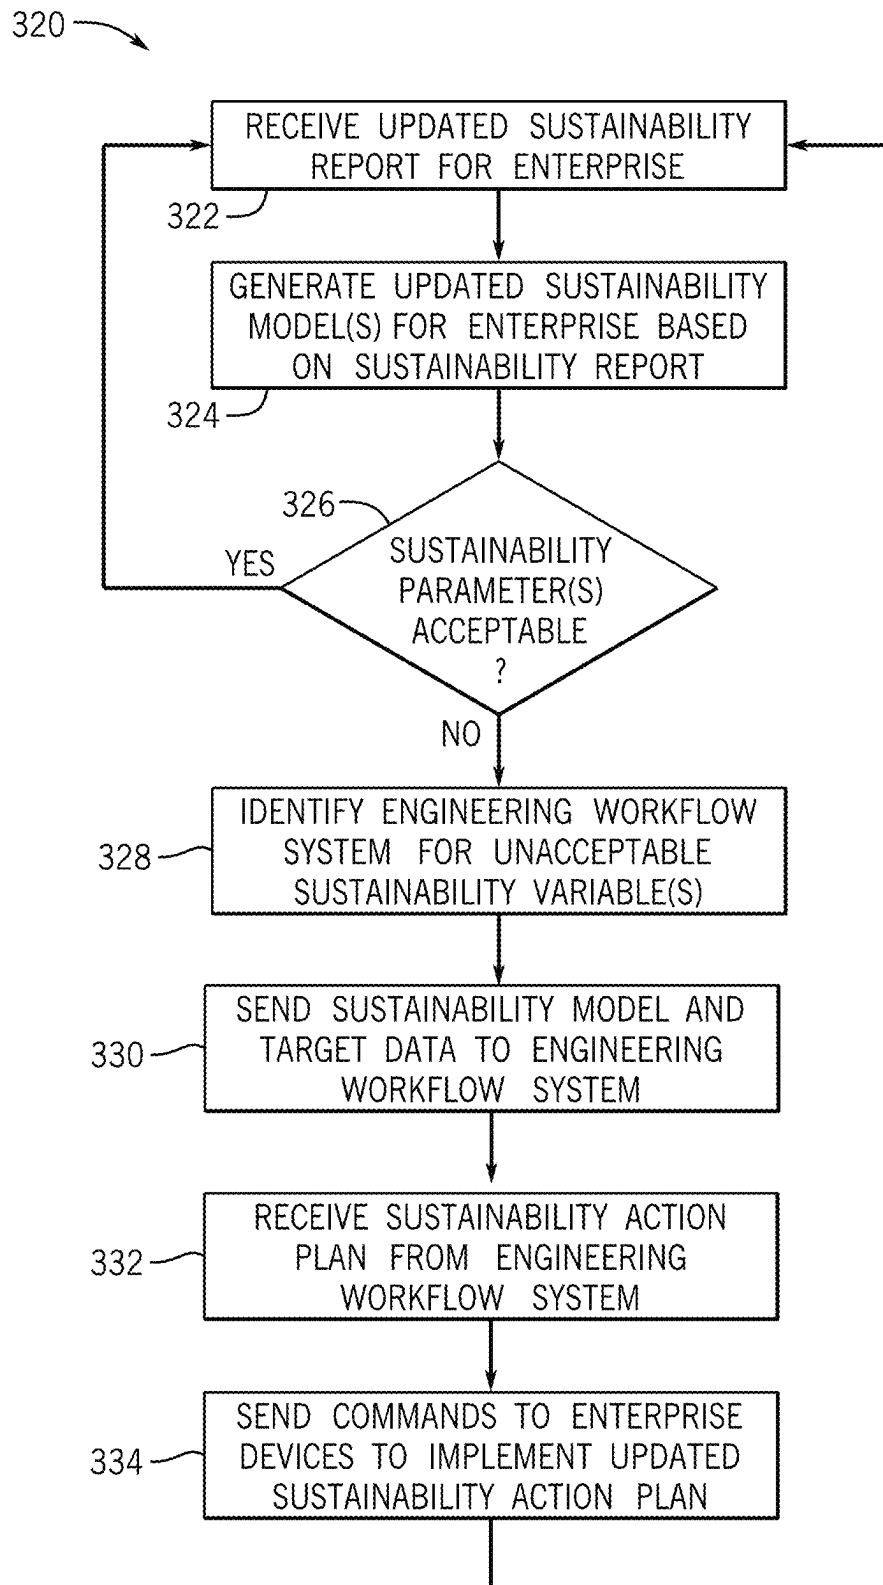 320
RECEIVE UPDATED SUSTAINABILITY
REPORT FOR ENTERPRISE
322
GENERATE UPDATED SUSTAINABILITY
MODEL(S) FOR ENTERPRISE BASED
ON SUSTAINABILITY REPORT
324
326
YES
SUSTAINABILITY
PARAMETER(S)
ACCEPTABLE
?
NO
IDENTIFY ENGINEERING WORKFLOW
SYSTEM FOR UNACCEPTABLE
SUSTAINABILITY VARIABLE(S)
328
SEND SUSTAINABILITY MODEL AND
TARGET DATA TO ENGINEERING
WORKFLOW SYSTEM
330
RECEIVE SUSTAINABILITY ACTION
PLAN FROM ENGINEERING
WORKFLOW SYSTEM
332
SEND COMMANDS TO ENTERPRISE
DEVICES TO IMPLEMENT UPDATED
SUSTAINABILITY ACTION PLAN
334